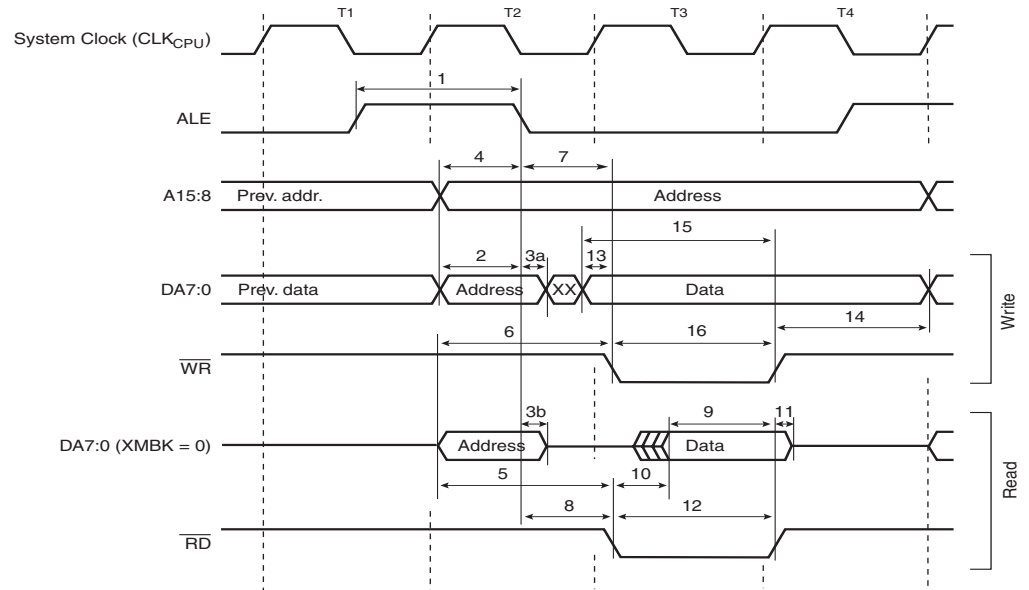 T1 T2 T3 T4
System Clock (CLKCPU)
1
ALE
4 7
A15:8 Prev. addr. Address
15
2 3a 13
DA7:0 Prev. data Address XX Data
14
6 16
WR
Write
3b 9 11
DA7:0 (XMBK = 0) Address Data
5 10
8 12
RD
Read